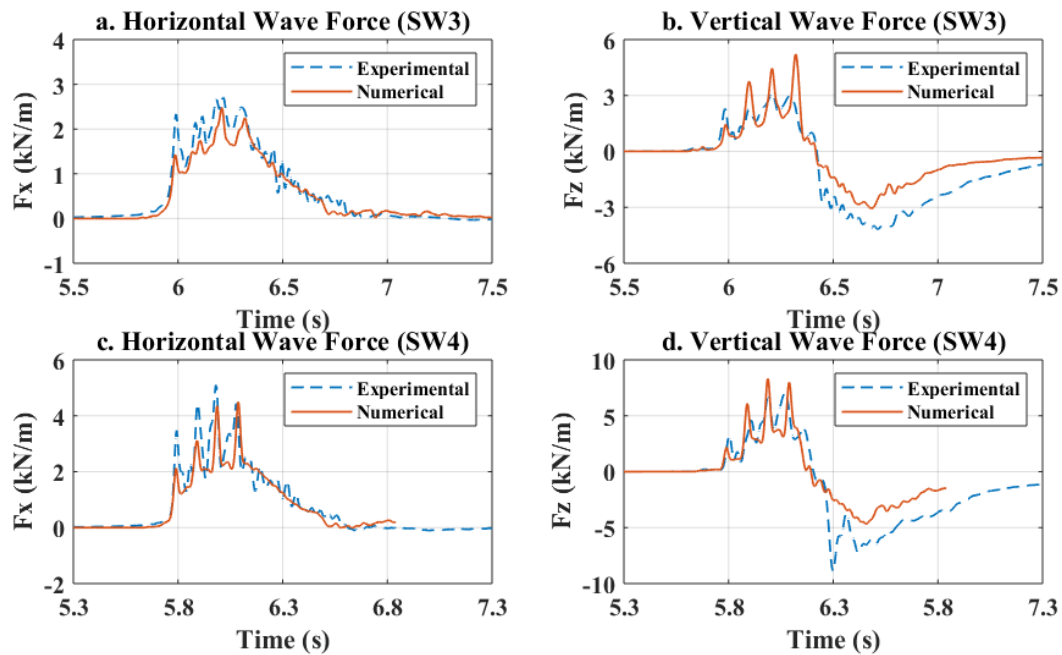 a. Horizontal Wave Force (SW3)
4
3
2
1
0
-1
Fx (kN/m)
Experimental
Numerical
5.5
6
6.5
7
7.5
Time (s)
b. Vertical Wave Force (SW3)
6
3
0
-3
-6
Fz (kN/m)
Experimental
Numerical
5.5
6
6.5
7
7.5
Time (s)
c. Horizontal Wave Force (SW4)
6
4
2
0
-2
Fx (kN/m)
Experimental
Numerical
5.3
5.8
6.3
6.8
7.3
Time (s)
d. Vertical Wave Force (SW4)
10
5
0
-5
-10
Fz (kN/m)
Experimental
Numerical
5.3
5.8
6.3
5.8
7.3
Time (s)